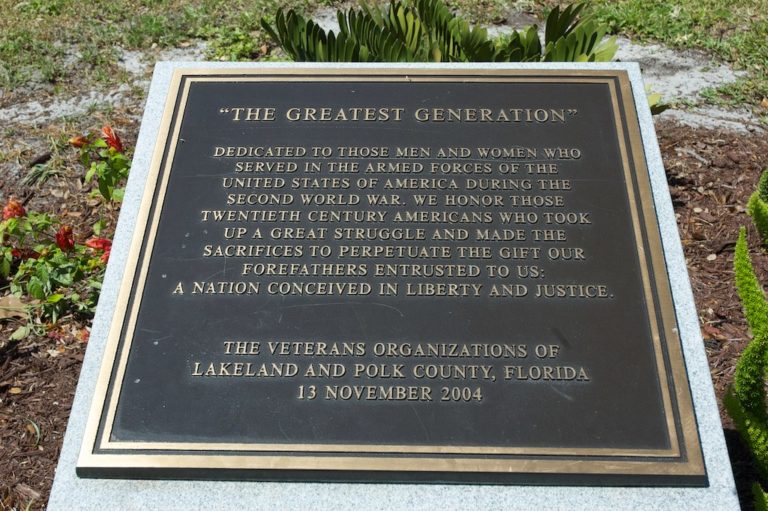 "THE GREATEST GENERATION"
DEDICATED TO THOSE MEN AND WOMEN WHO
SERVED IN THE ARMED FORCES OF THE
UNITED STATES OF AMERICA DURING THE
SECOND WORLD WAR. WE HONOR THOSE
TWENTIETH CENTURY AMERICANS WHO TOOK
UP A GREAT STRUGGLE AND MADE THE
SACRIFICES TO PERPETUATE THE GIFT OUR
FOREFATHERS ENTRUSTED TO US:
A NATION CONCEIVED IN LIBERTY AND JUSTICE.
THE VETERANS ORGANIZATIONS OF
LAKELAND AND POLK COUNTY, FLORIDA
13 NOVEMBER 2004